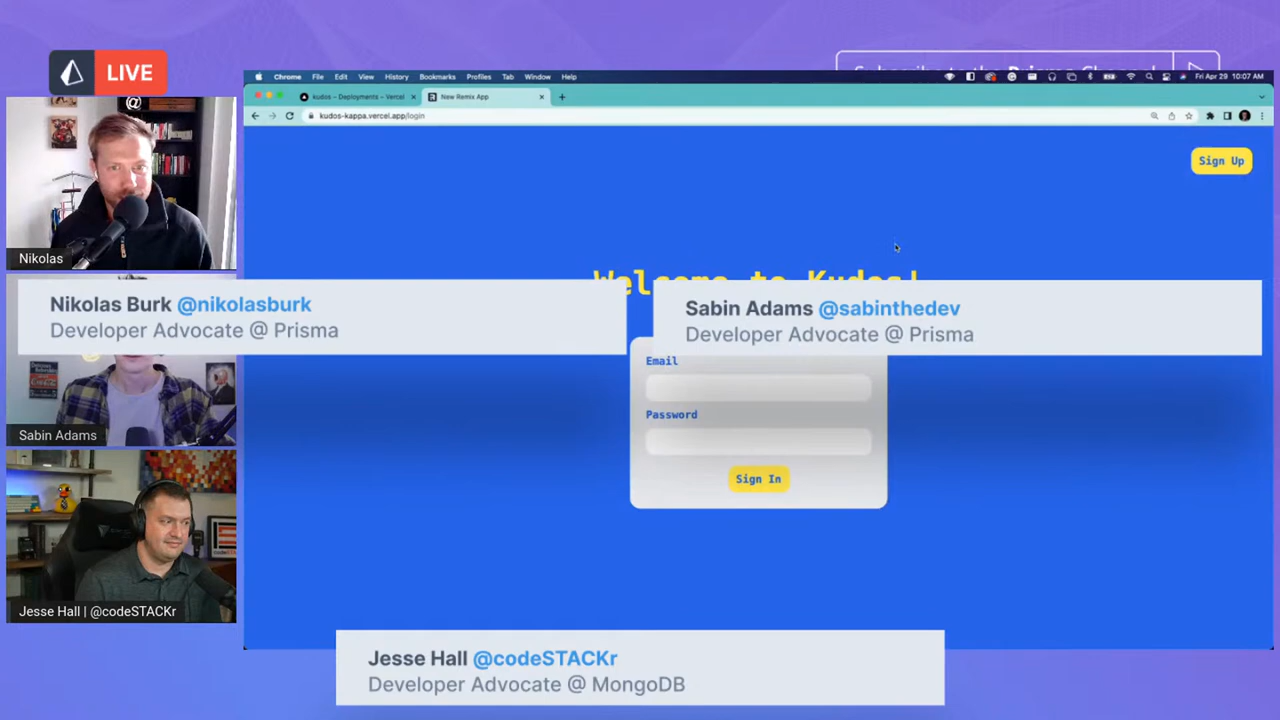 LIVE
Chrome File Edit View History Bookmarks Profiles Tab Window Help
Fri Apr 29 10:07 AM
kudos – Deployments – Vercel
New Remix App
kudos-kappa.vercel.app/login
Sign Up
Welcome to Kudos!
Nikolas
Nikolas Burk @nikolasburk
Developer Advocate @ Prisma
Sabin Adams @sabinthedev
Developer Advocate @ Prisma
Email
Password
Sign In
Sabin Adams
Jesse Hall | @codeSTACKr
Jesse Hall @codeSTACKr
Developer Advocate @ MongoDB